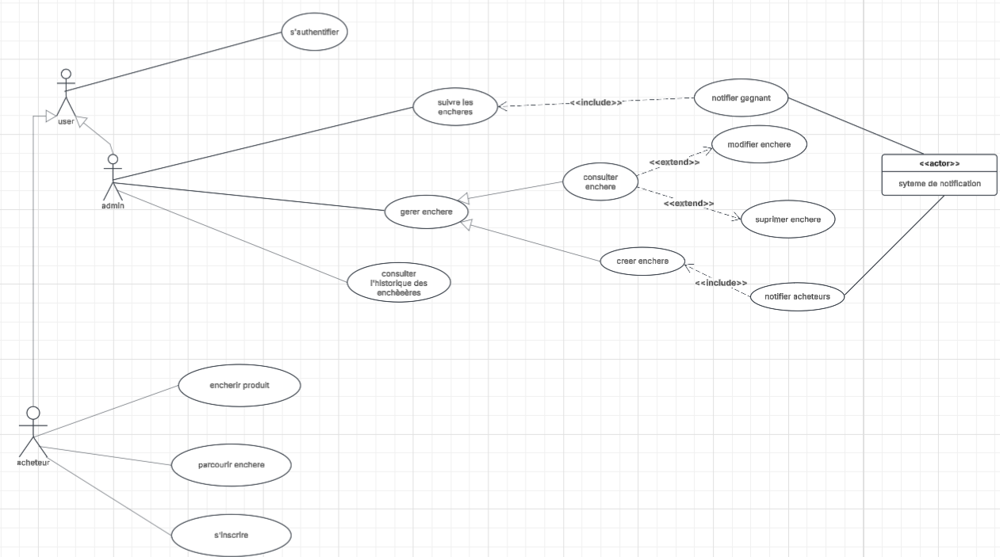 s'authentifier
user
suivre les
encheres
<<include>>
notifier gagnant
modifier enchere
<<extend>>
<<actor>>
syteme de notification
consulter
enchere
<<extend>>
admin
gerer enchere
suprimer enchere
creer enchere
consulter
l'historique des
enchèeères
<<include>>
notifier acheteurs
encherir produit
acheteur
parcourir enchere
s'inscrire